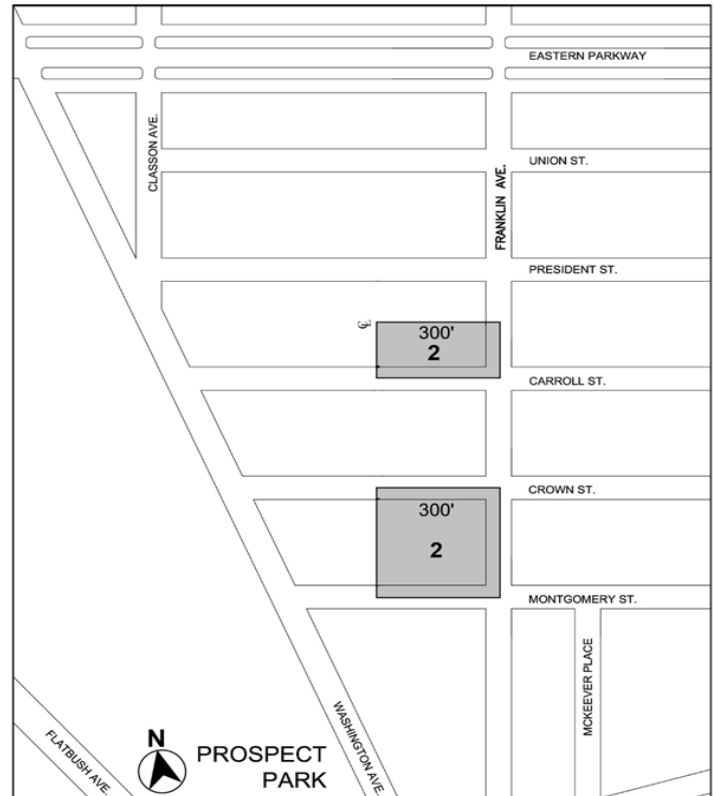 EASTERN PARKWAY
CLASSON AVE.
UNION ST.
FRANKLIN AVE.
PRESIDENT ST.
℄
300'
2
CARROLL ST.
CROWN ST.
300'
2
MONTGOMERY ST.
MCKEEVER PLACE
WASHINGTON AVE.
FLATBUSH AVE.
N
PROSPECT
PARK